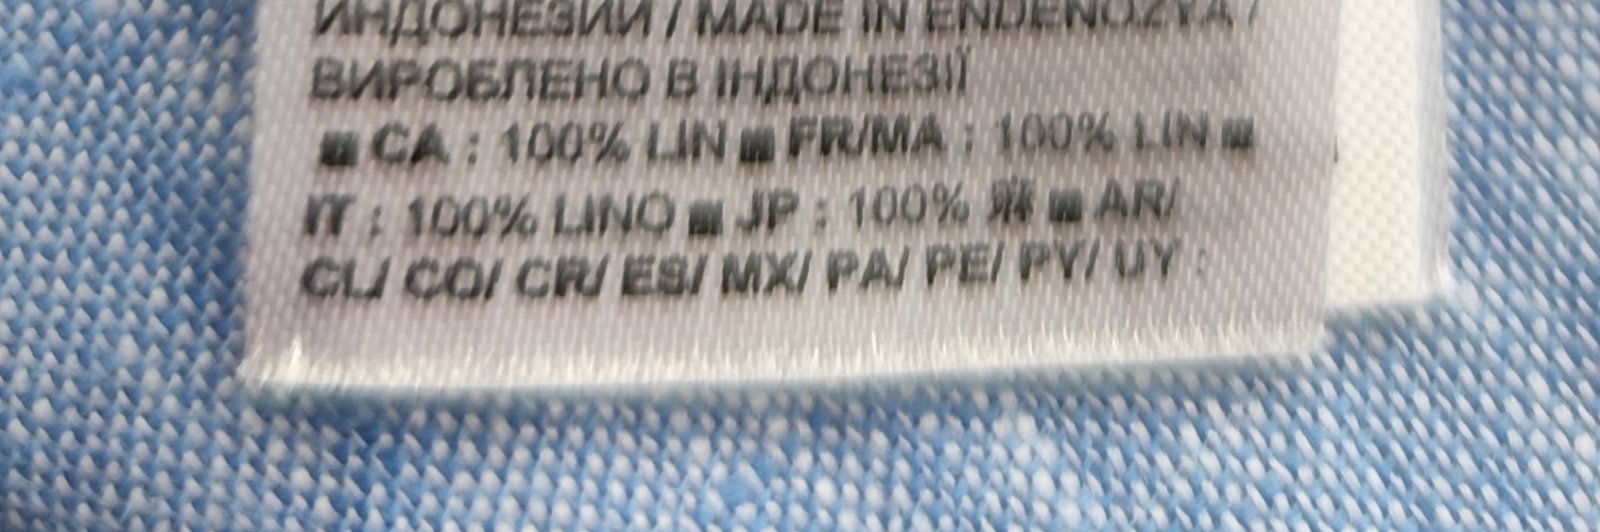 ИНДОНЕЗИИ / MADE IN ENDENOZYA /
ВИРОБЛЕНО В ІНДОНЕЗІЇ
■ CA : 100% LIN ■ FR/MA : 100% LIN ■
IT : 100% LINO ■ JP : 100% 麻 ■ AR/
CL/ CO/ CR/ ES/ MX/ PA/ PE/ PY/ UY :